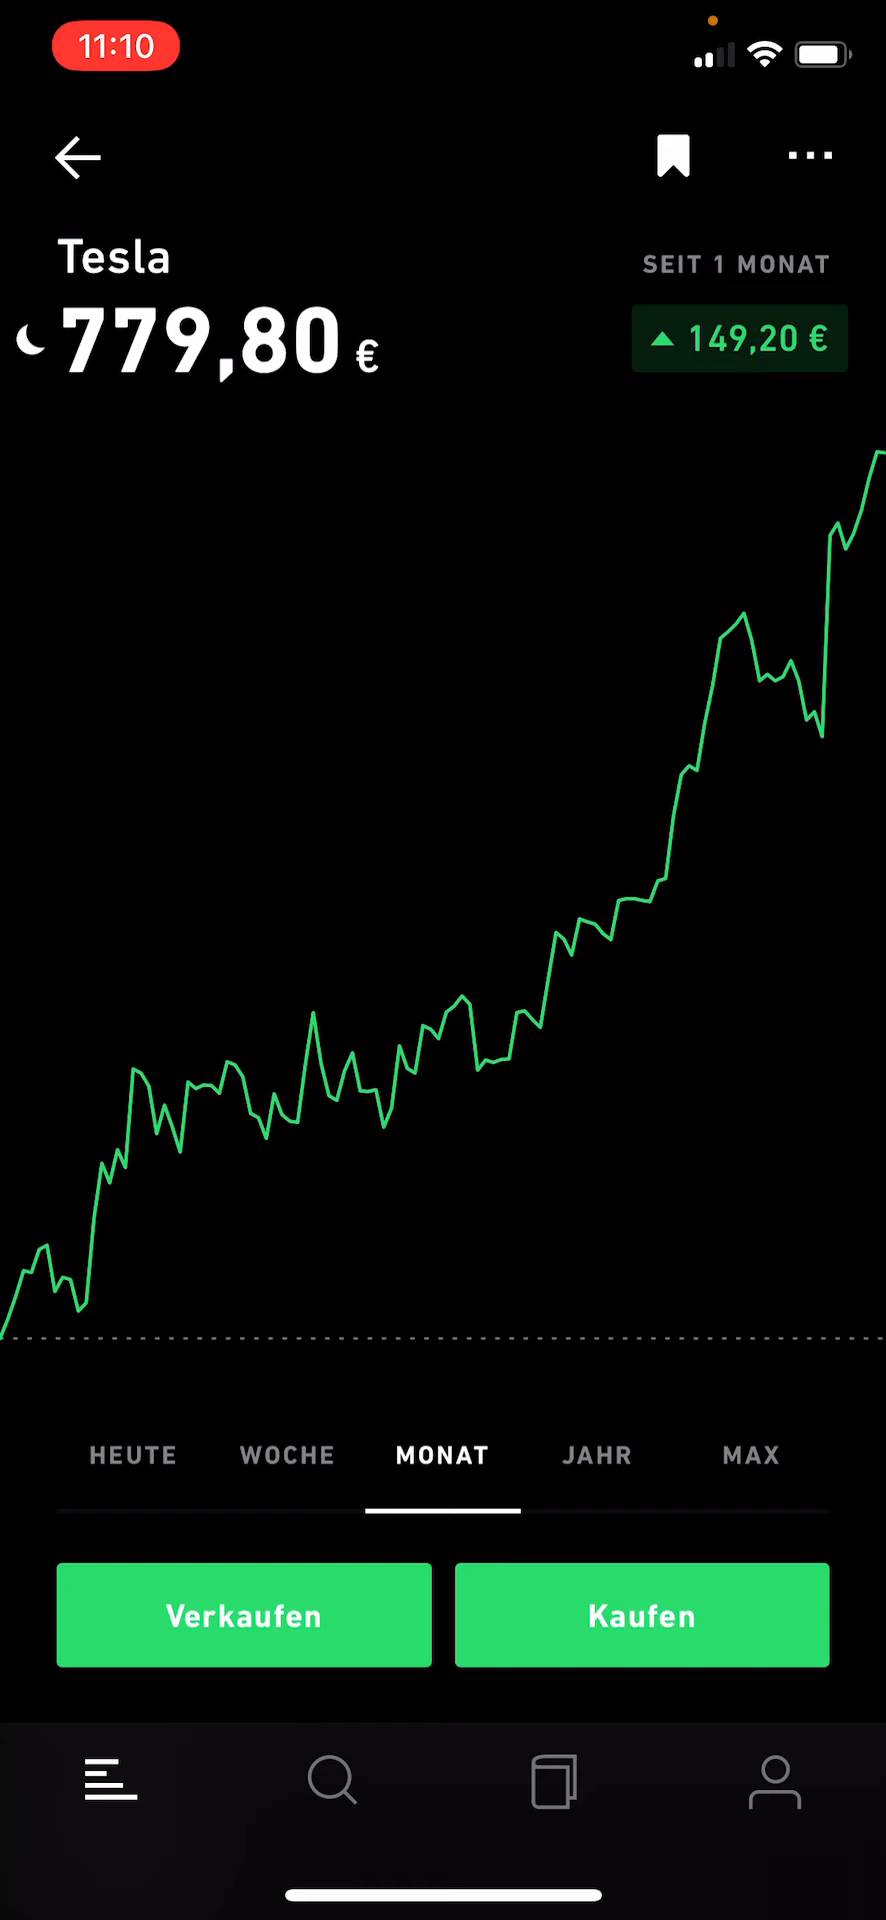 11:10
Tesla
SEIT 1 MONAT
779,80 €
149,20 €
HEUTE WOCHE MONAT JAHR MAX
Verkaufen Kaufen